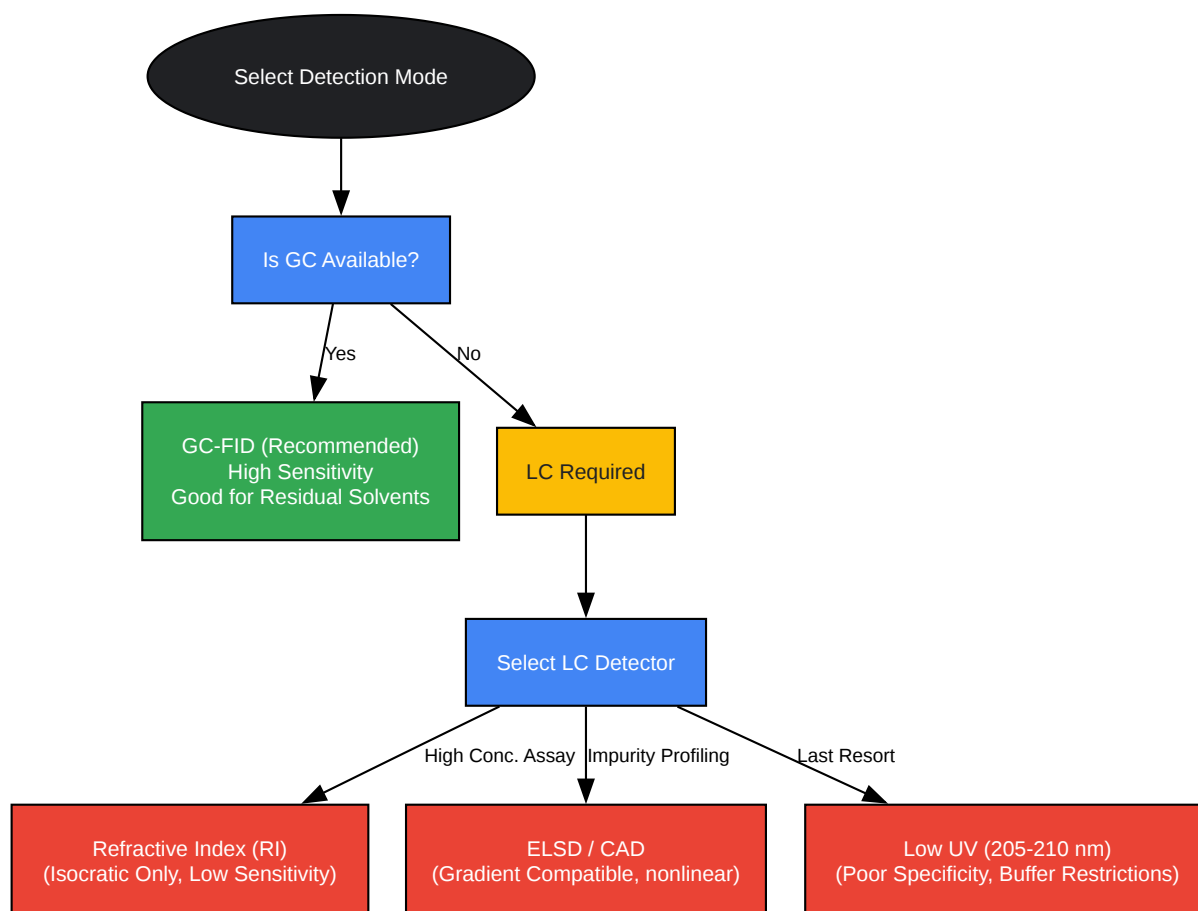 Select Detection Mode
Is GC Available?
Yes
No
GC-FID (Recommended)
High Sensitivity
Good for Residual Solvents
LC Required
Select LC Detector
High Conc. Assay
Impurity Profiling
Last Resort
Refractive Index (RI)
(Isocratic Only, Low Sensitivity)
ELSD / CAD
(Gradient Compatible, nonlinear)
Low UV (205-210 nm)
(Poor Specificity, Buffer Restrictions)